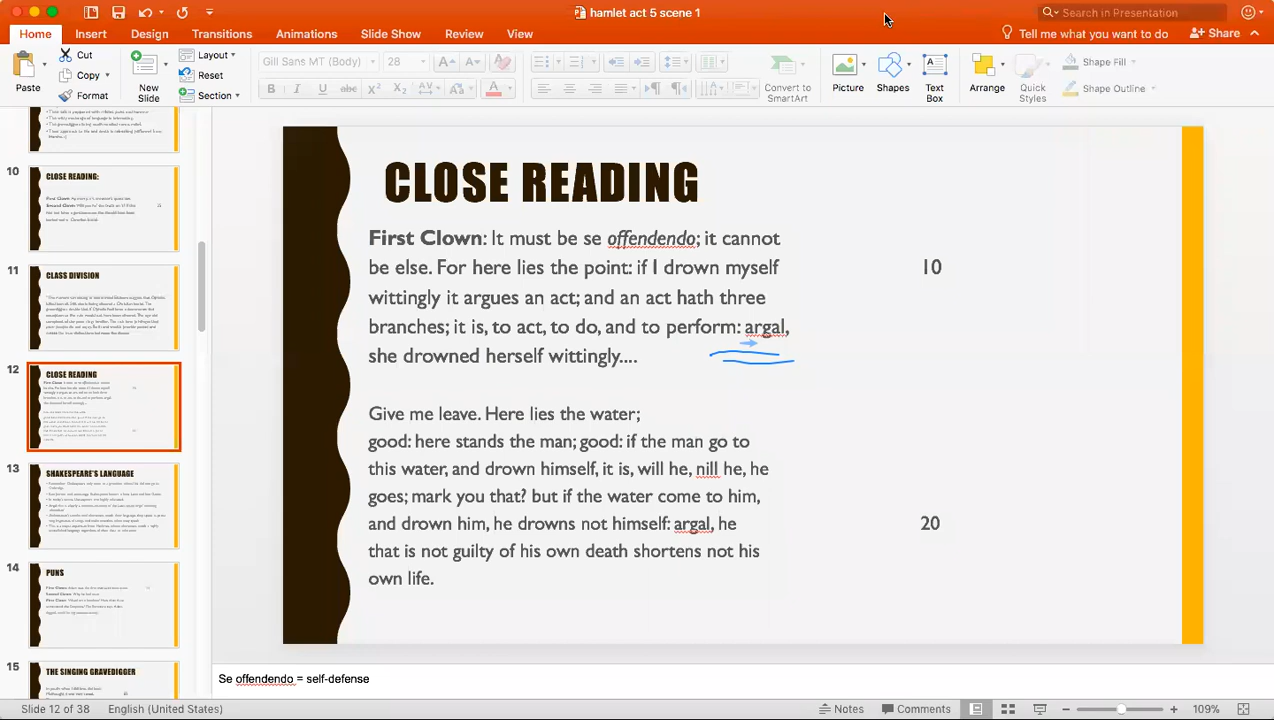 hamlet act 5 scene 1
Search in Presentation
Home Insert Design Transitions Animations Slide Show Review View
Tell me what you want to do
Share
Paste
Cut
Copy
Format
New Slide
Layout
Reset
Section
Gill Sans MT (Body)
28
Convert to SmartArt
Picture
Shapes
Text Box
Arrange
Quick Styles
Shape Fill
Shape Outline
10
CLOSE READING:
11
CLASS DIVISION
12
CLOSE READING
13
SHAKESPEARE'S LANGUAGE
14
PUNS
15
THE SINGING GRAVEDIGGER
CLOSE READING
First Clown: It must be se offendendo; it cannot
be else. For here lies the point: if I drown myself 10
wittingly it argues an act; and an act hath three
branches; it is, to act, to do, and to perform: argal,
she drowned herself wittingly....
Give me leave. Here lies the water;
good: here stands the man; good: if the man go to
this water, and drown himself, it is, will he, nill he, he
goes; mark you that? but if the water come to him,
and drown him, he drowns not himself: argal, he 20
that is not guilty of his own death shortens not his
own life.
Se offendendo = self-defense
Slide 12 of 38 English (United States) Notes Comments 109%